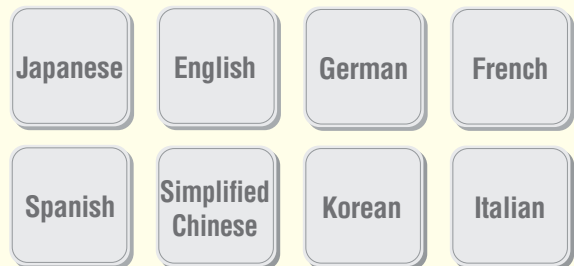 Japanese
English
German
French
Spanish
Simplified
Chinese
Korean
Italian